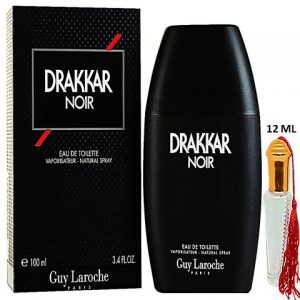 DRAKKAR
NOIR
EAU DE TOILETTE
VAPORISATEUR - NATURAL SPRAY
℮ 100 ml 3.4 FL.OZ.
Guy Laroche
PARIS
DRAKKAR
NOIR
EAU DE TOILETTE
VAPORISATEUR - NATURAL SPRAY
Guy Laroche
PARIS
12 ML